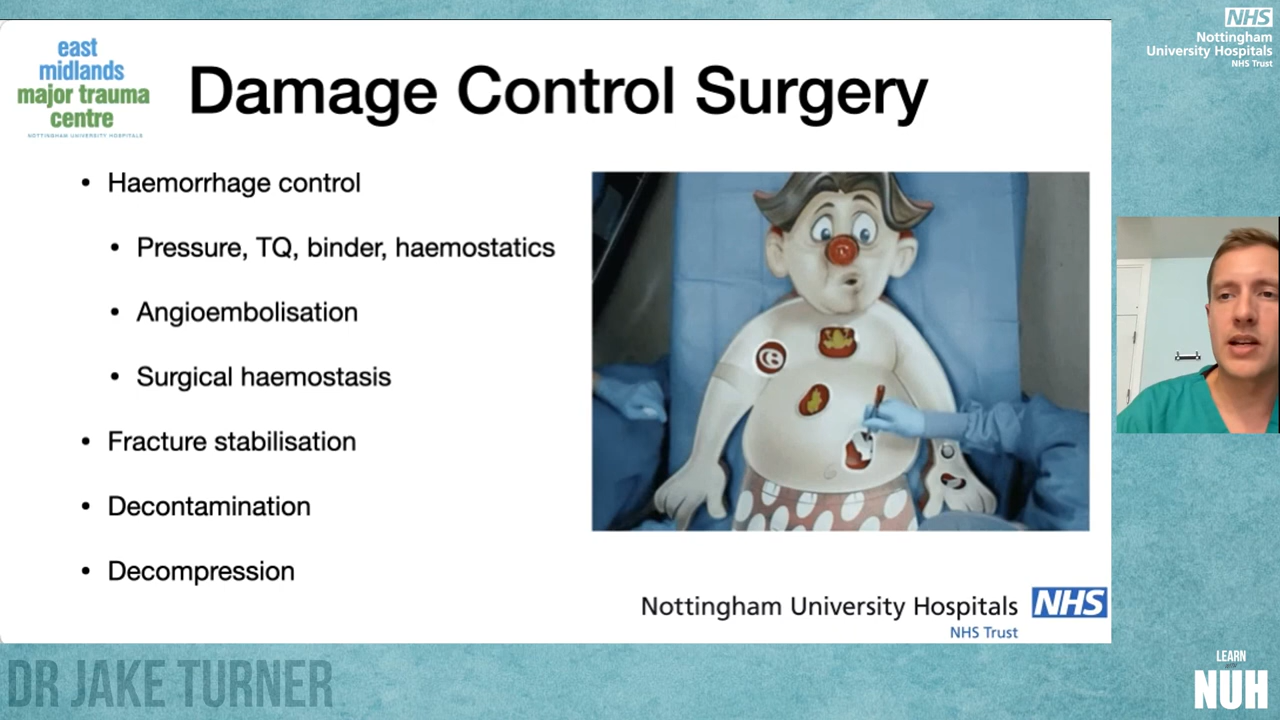 east
midlands
major trauma
centre
NOTTINGHAM UNIVERSITY HOSPITALS
Damage Control Surgery
NHS
Nottingham
University Hospitals
NHS Trust
• Haemorrhage control
• Pressure, TQ, binder, haemostatics
• Angioembolisation
• Surgical haemostasis
• Fracture stabilisation
• Decontamination
• Decompression
Nottingham University Hospitals NHS
NHS Trust
DR JAKE TURNER
LEARN
NUH